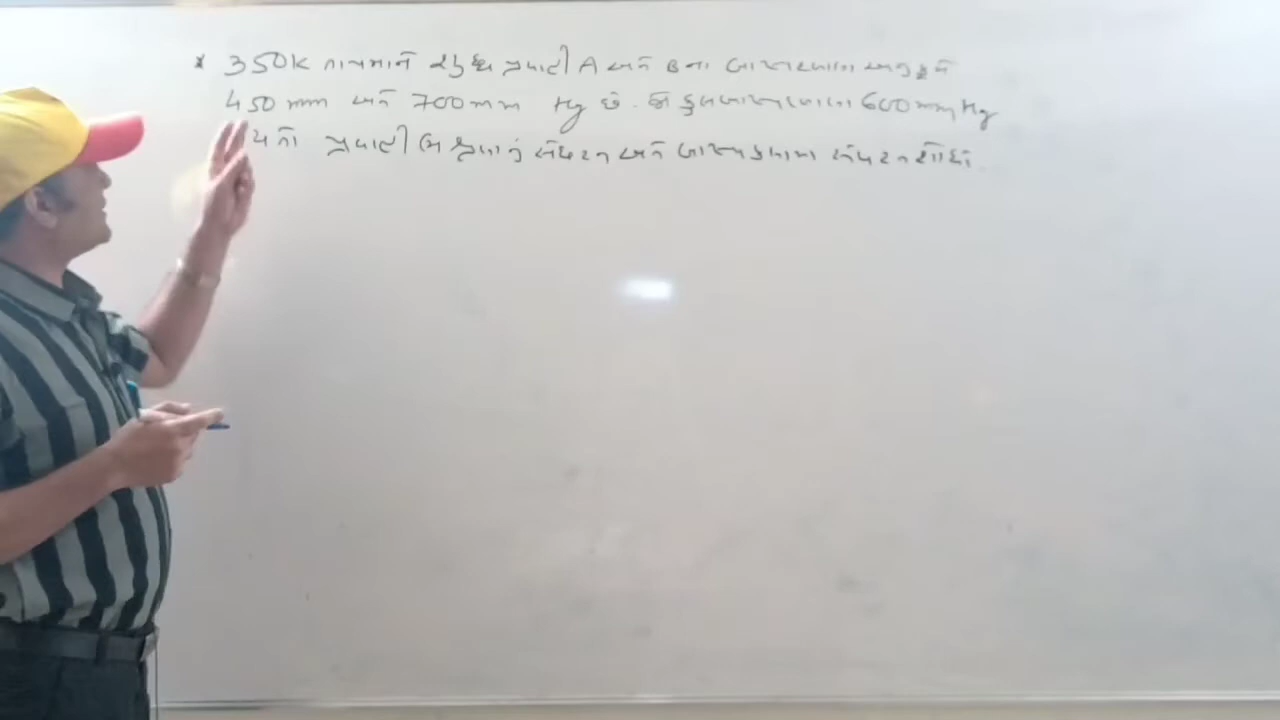 * 350K તાપમાને શુદ્ધ પ્રવાહી A અને B ના બાષ્પદબાણ અનુક્રમે
450 mm અને 700 mm Hg છે. જો કુલ બાષ્પદબાણ 600 mm Hg
હોય તો પ્રવાહી મિશ્રણનું સંઘટન અને બાષ્પકલામાં સંઘટન શોધો.